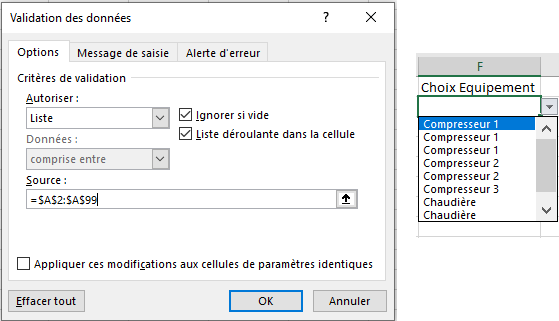 Validation des données
Options
Message de saisie
Alerte d'erreur
Critères de validation
Autoriser :
Liste
Ignorer si vide
Liste déroulante dans la cellule
Données :
comprise entre
Source :
=$A$2:$A$99
Appliquer ces modifications aux cellules de paramètres identiques
Effacer tout
OK
Annuler
F
Choix Equipement
Compresseur 1
Compresseur 1
Compresseur 1
Compresseur 2
Compresseur 2
Compresseur 3
Chaudière
Chaudière